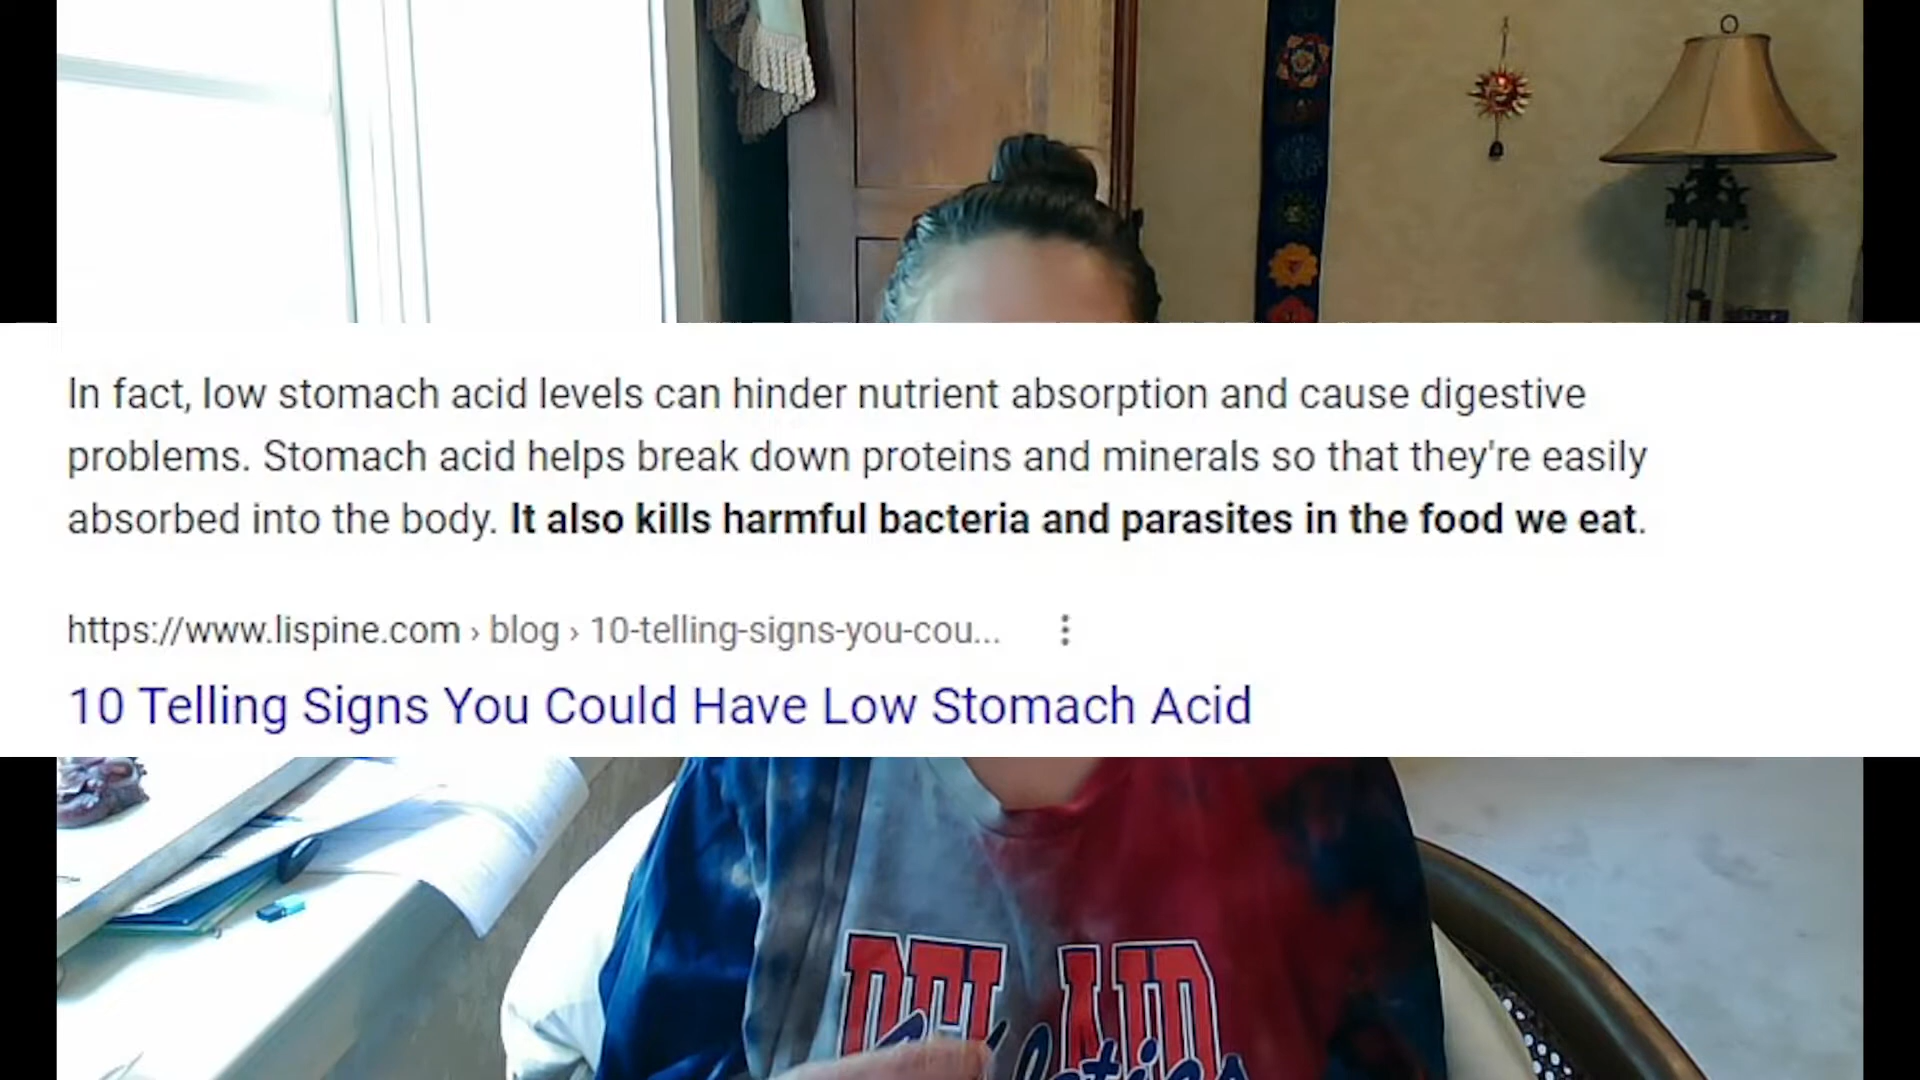 In fact, low stomach acid levels can hinder nutrient absorption and cause digestive
problems. Stomach acid helps break down proteins and minerals so that they're easily
absorbed into the body. It also kills harmful bacteria and parasites in the food we eat.
https://www.lispine.com › blog › 10-telling-signs-you-cou...
10 Telling Signs You Could Have Low Stomach Acid